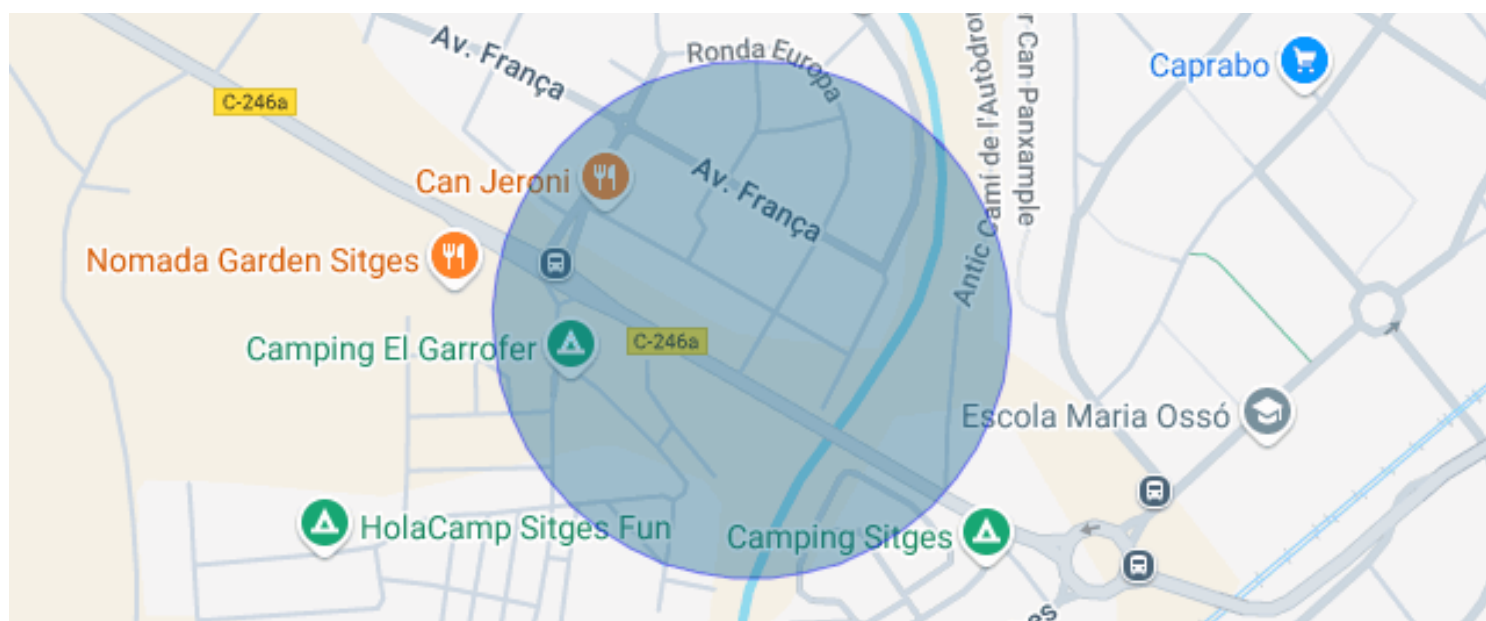 Av. França
Ronda Europa
Caprabo
C-246a
Antic Camí de l'Autòdrom
r Can Panxample
Can Jeroni
Av. França
Nomada Garden Sitges
Camping El Garrofer
C-246a
Escola Maria Ossó
HolaCamp Sitges Fun
Camping Sitges
es